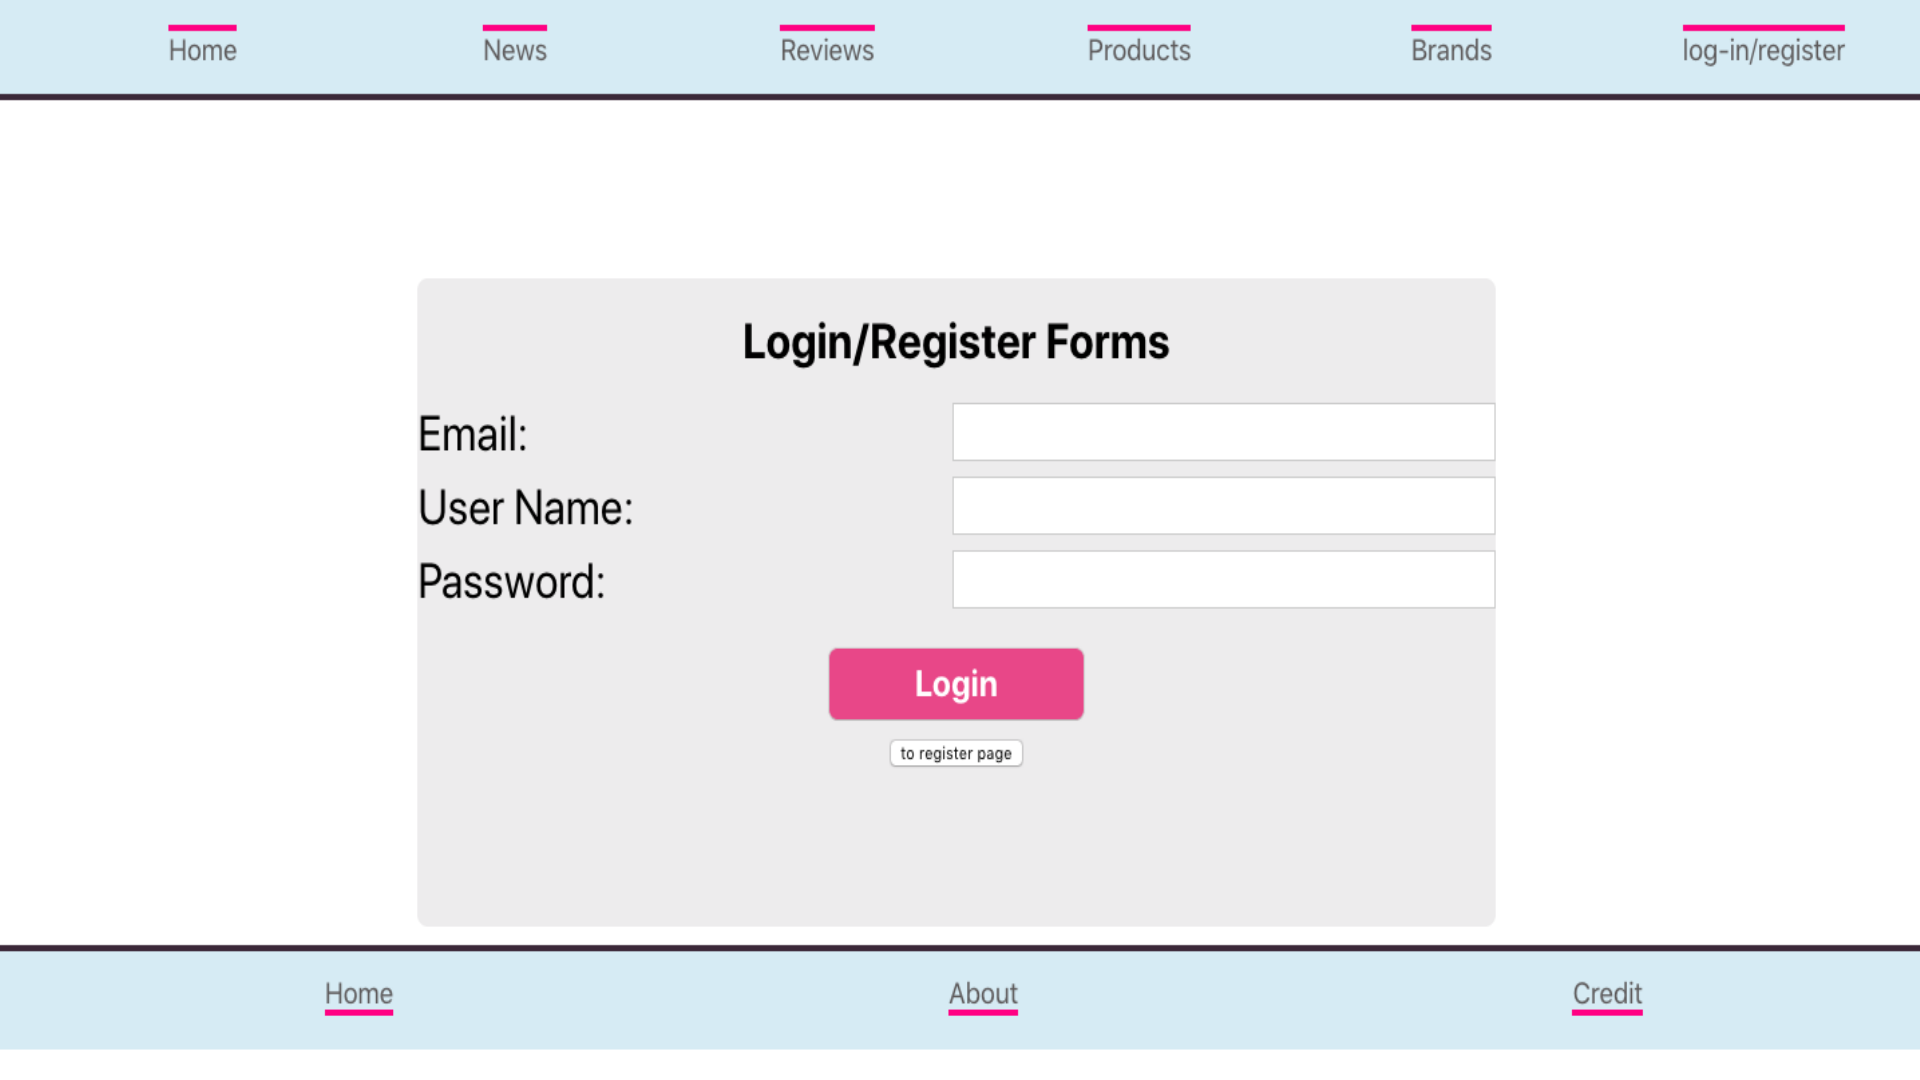 Home News Reviews Products Brands log-in/register
Login/Register Forms
Email:
User Name:
Password:
Login
to register page
Home About Credit